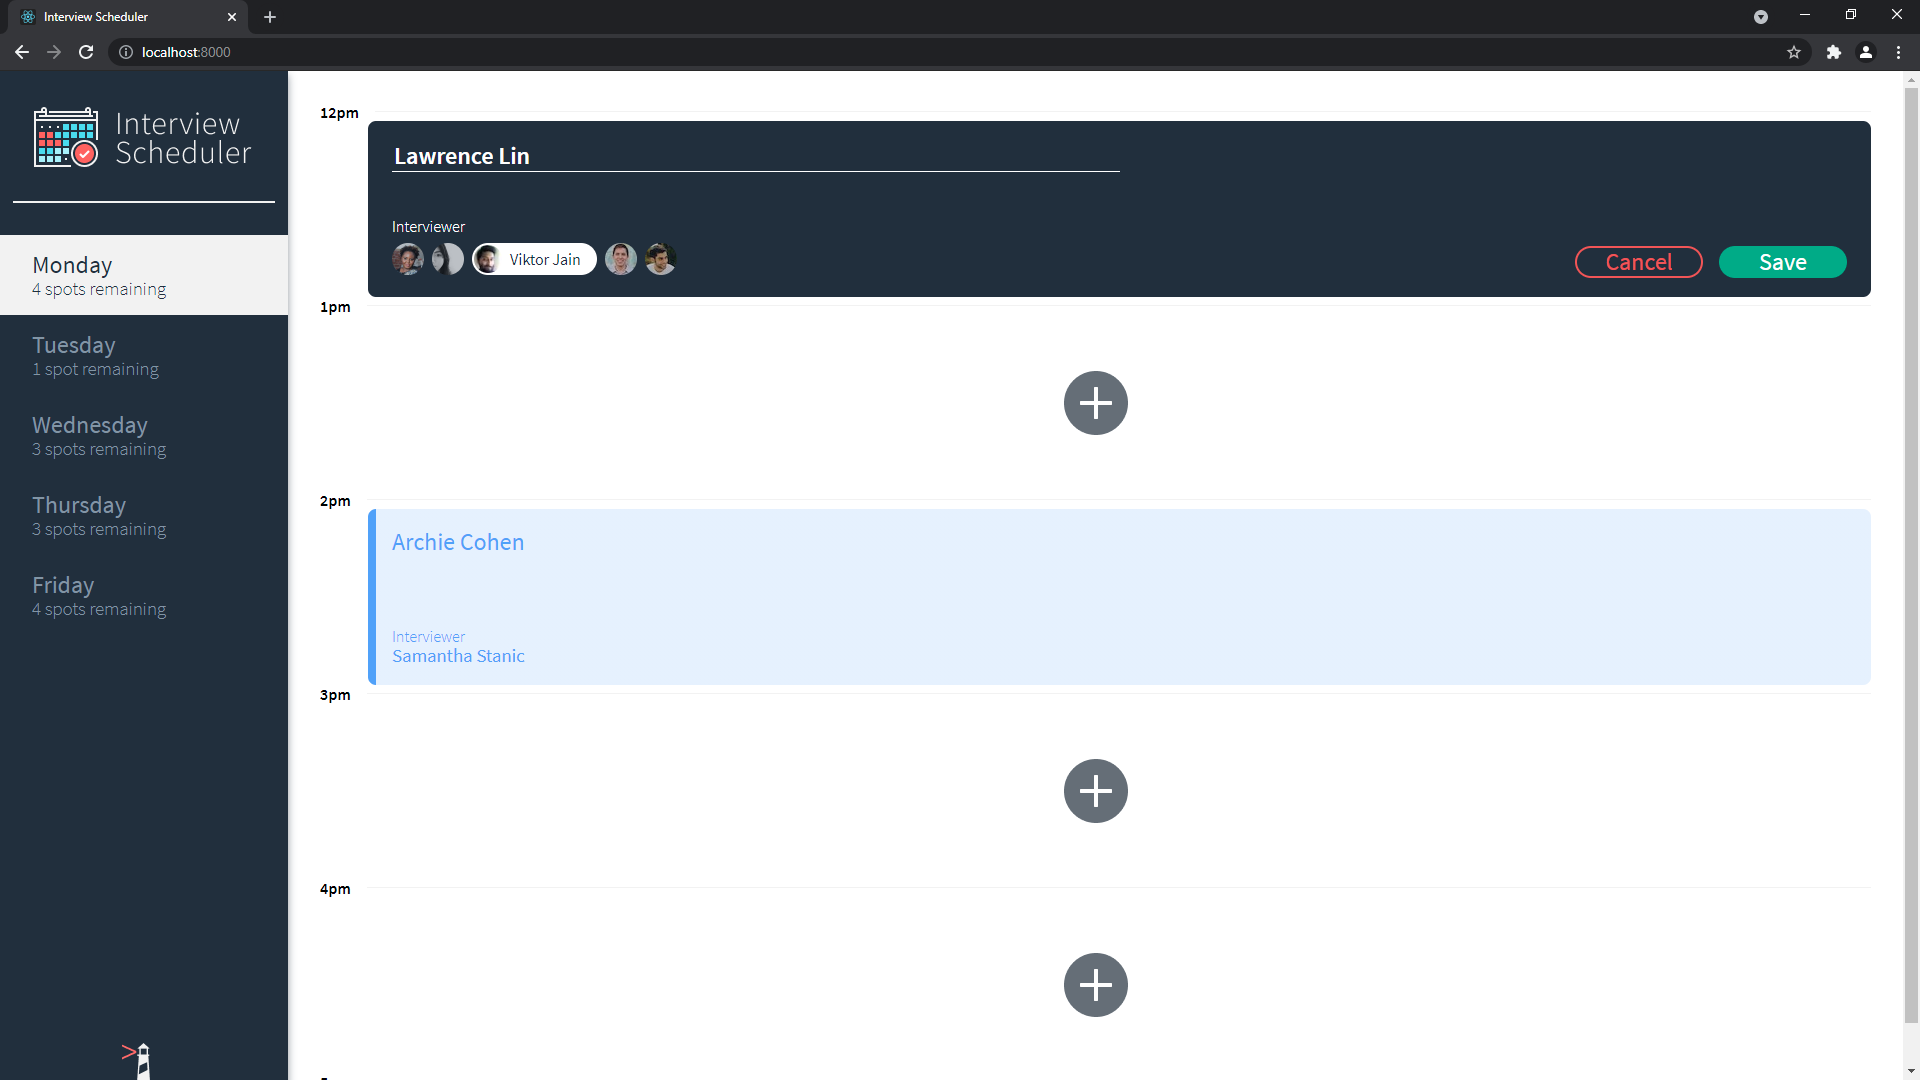 Interview Scheduler
localhost:8000
Interview
Scheduler
Monday
4 spots remaining
Tuesday
1 spot remaining
Wednesday
3 spots remaining
Thursday
3 spots remaining
Friday
4 spots remaining
12pm
Lawrence Lin
Interviewer
Viktor Jain
Cancel
Save
1pm
2pm
Archie Cohen
Interviewer
Samantha Stanic
3pm
4pm